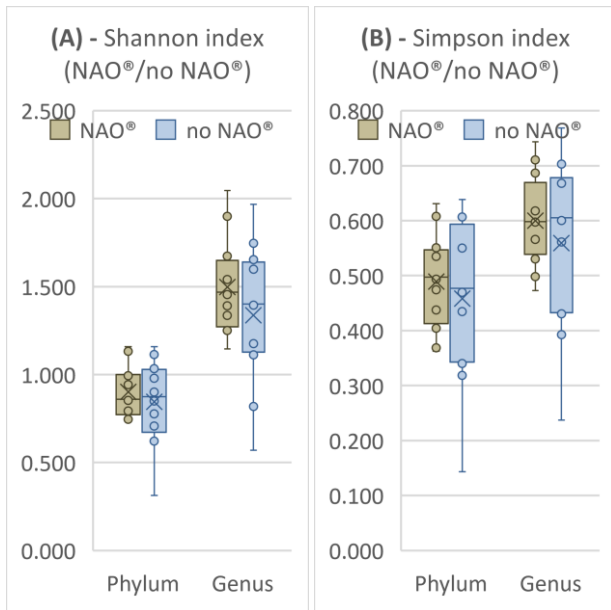 (A) - Shannon index
(NAO®/no NAO®)
2.500
NAO® no NAO®
2.000
1.500
1.000
0.500
0.000
Phylum Genus
(B) - Simpson index
(NAO®/no NAO®)
0.800
NAO® no NAO®
0.700
0.600
0.500
0.400
0.300
0.200
0.100
0.000
Phylum Genus